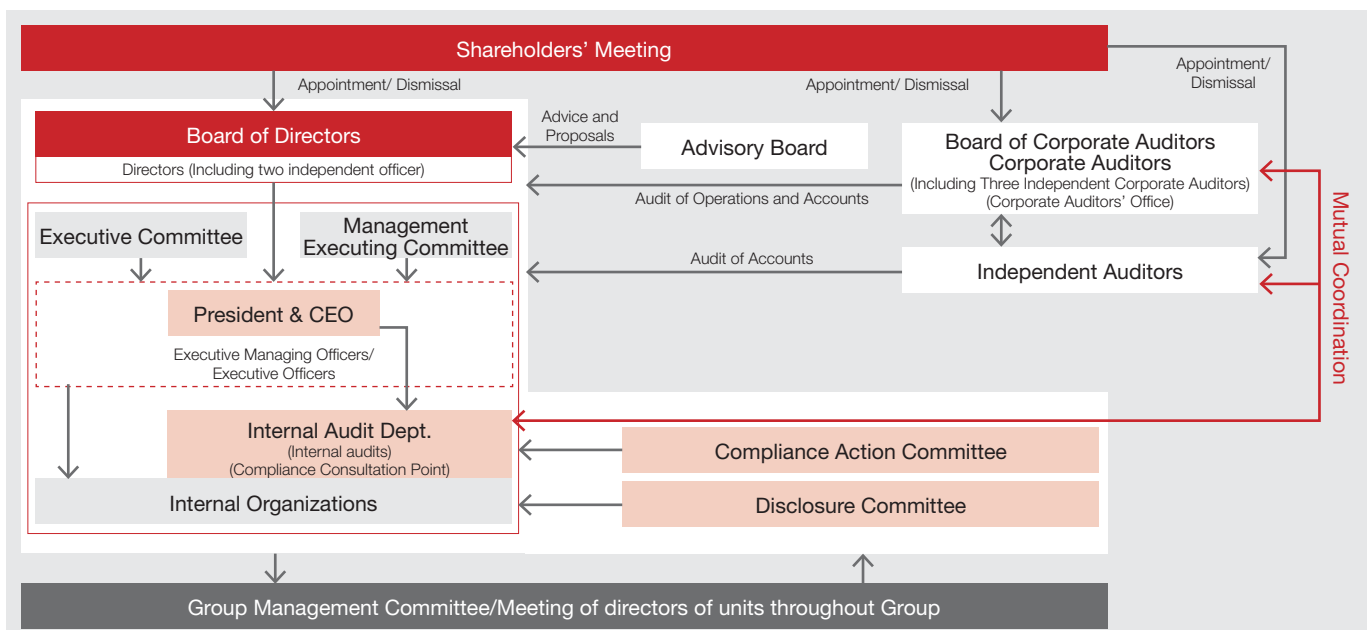 Shareholders' Meeting
Appointment/ Dismissal
Appointment/ Dismissal
Appointment/
Dismissal
Board of Directors
Directors (Including two independent officer)
Advice and
Proposals
Advisory Board
Board of Corporate Auditors
Corporate Auditors
(Including Three Independent Corporate Auditors)
(Corporate Auditors' Office)
Audit of Operations and Accounts
Executive Committee
Management
Executing Committee
Audit of Accounts
Independent Auditors
Mutual Coordination
President & CEO
Executive Managing Officers/
Executive Officers
Internal Audit Dept.
(Internal audits)
(Compliance Consultation Point)
Compliance Action Committee
Internal Organizations
Disclosure Committee
Group Management Committee/Meeting of directors of units throughout Group